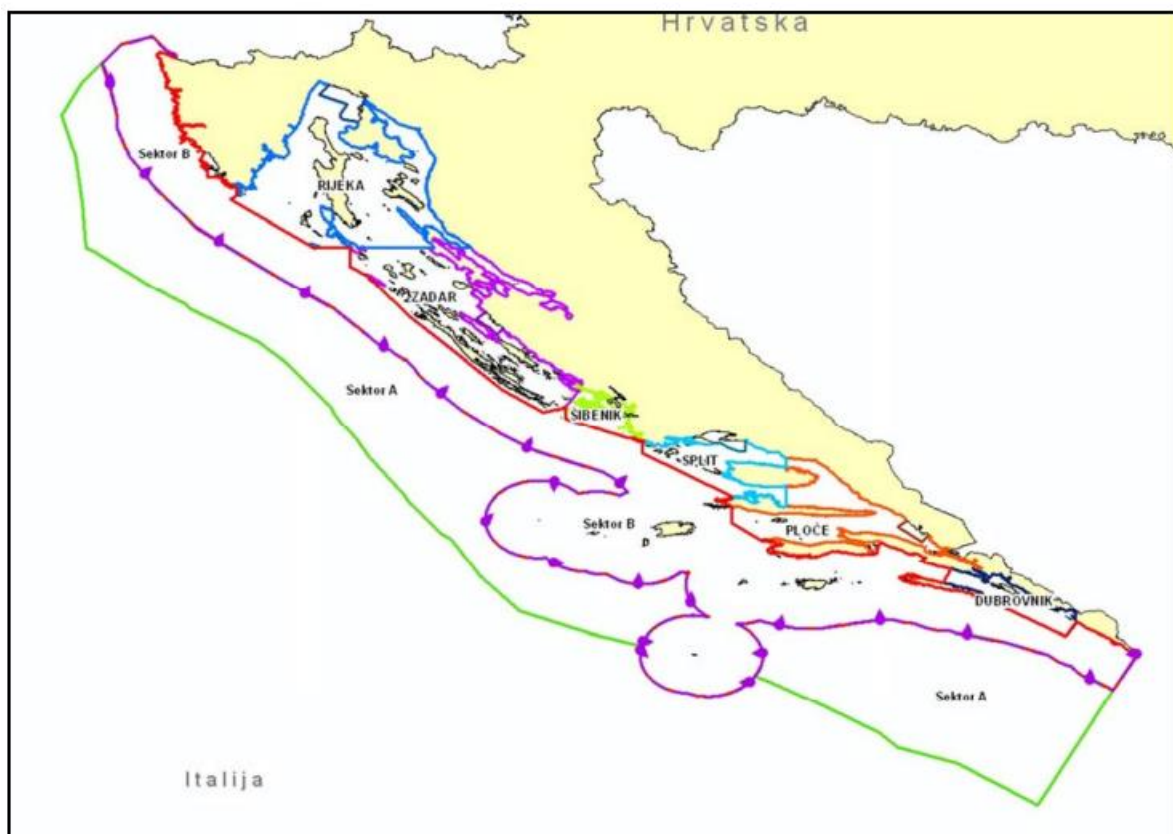 Hrvatska
Sektor B
RIJEKA
ZADAR
Sektor A
ŠIBENIK
SPLIT
Sektor B
PLOČE
DUBROVNIK
Sektor A
Italija